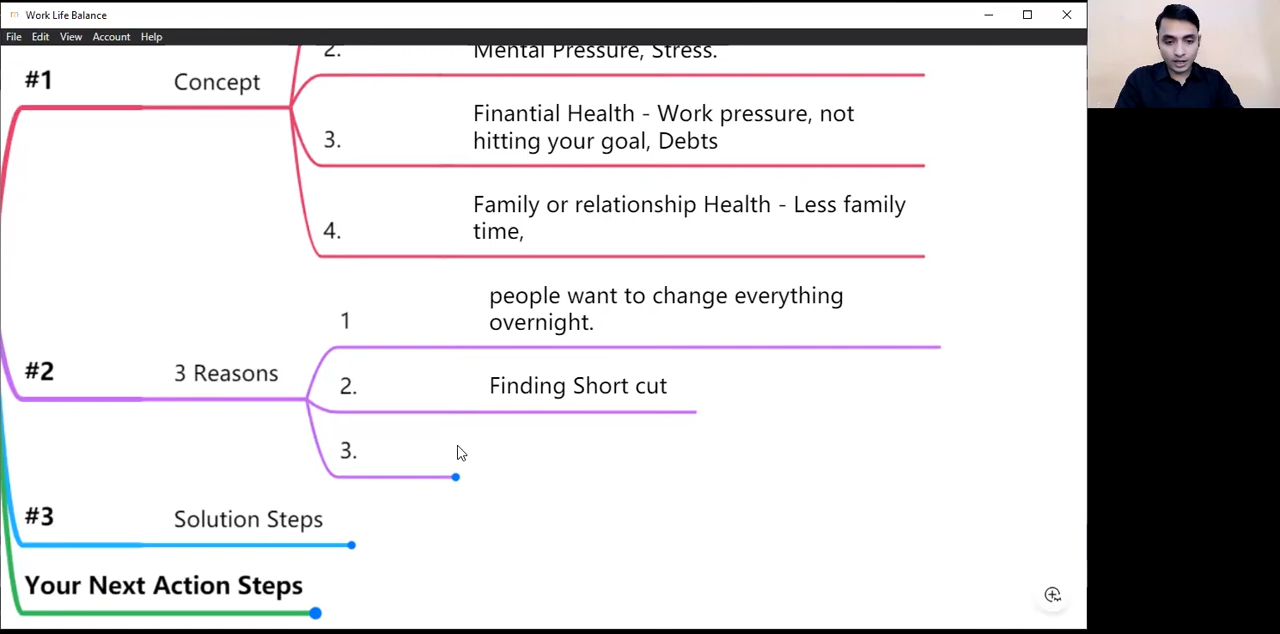 Work Life Balance
File Edit View Account Help
2. Mental Pressure, Stress.
#1 Concept
Finantial Health - Work pressure, not
3. hitting your goal, Debts
Family or relationship Health - Less family
4. time,
people want to change everything
1 overnight.
#2 3 Reasons
2. Finding Short cut
3.
#3 Solution Steps
Your Next Action Steps